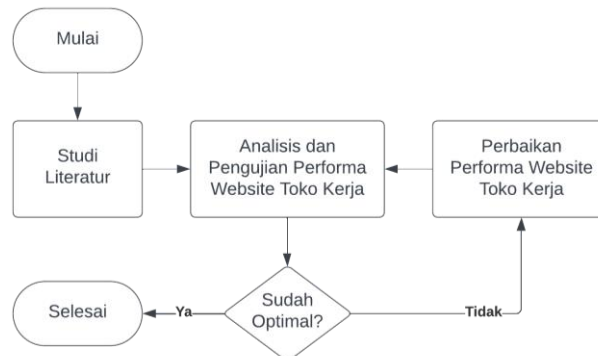 Mulai
Studi
Literatur
Analisis dan
Pengujian Performa
Website Toko Kerja
Perbaikan
Performa Website
Toko Kerja
Sudah
Optimal?
Ya
Tidak
Selesai